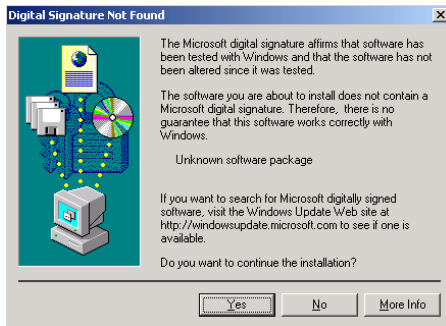 Digital Signature Not Found
The Microsoft digital signature affirms that software has
been tested with Windows and that the software has not
been altered since it was tested.
The software you are about to install does not contain a
Microsoft digital signature. Therefore, there is no
guarantee that this software works correctly with
Windows.
Unknown software package
If you want to search for Microsoft digitally signed
software, visit the Windows Update Web site at
http://windowsupdate.microsoft.com to see if one is
available.
Do you want to continue the installation?
Yes No More Info